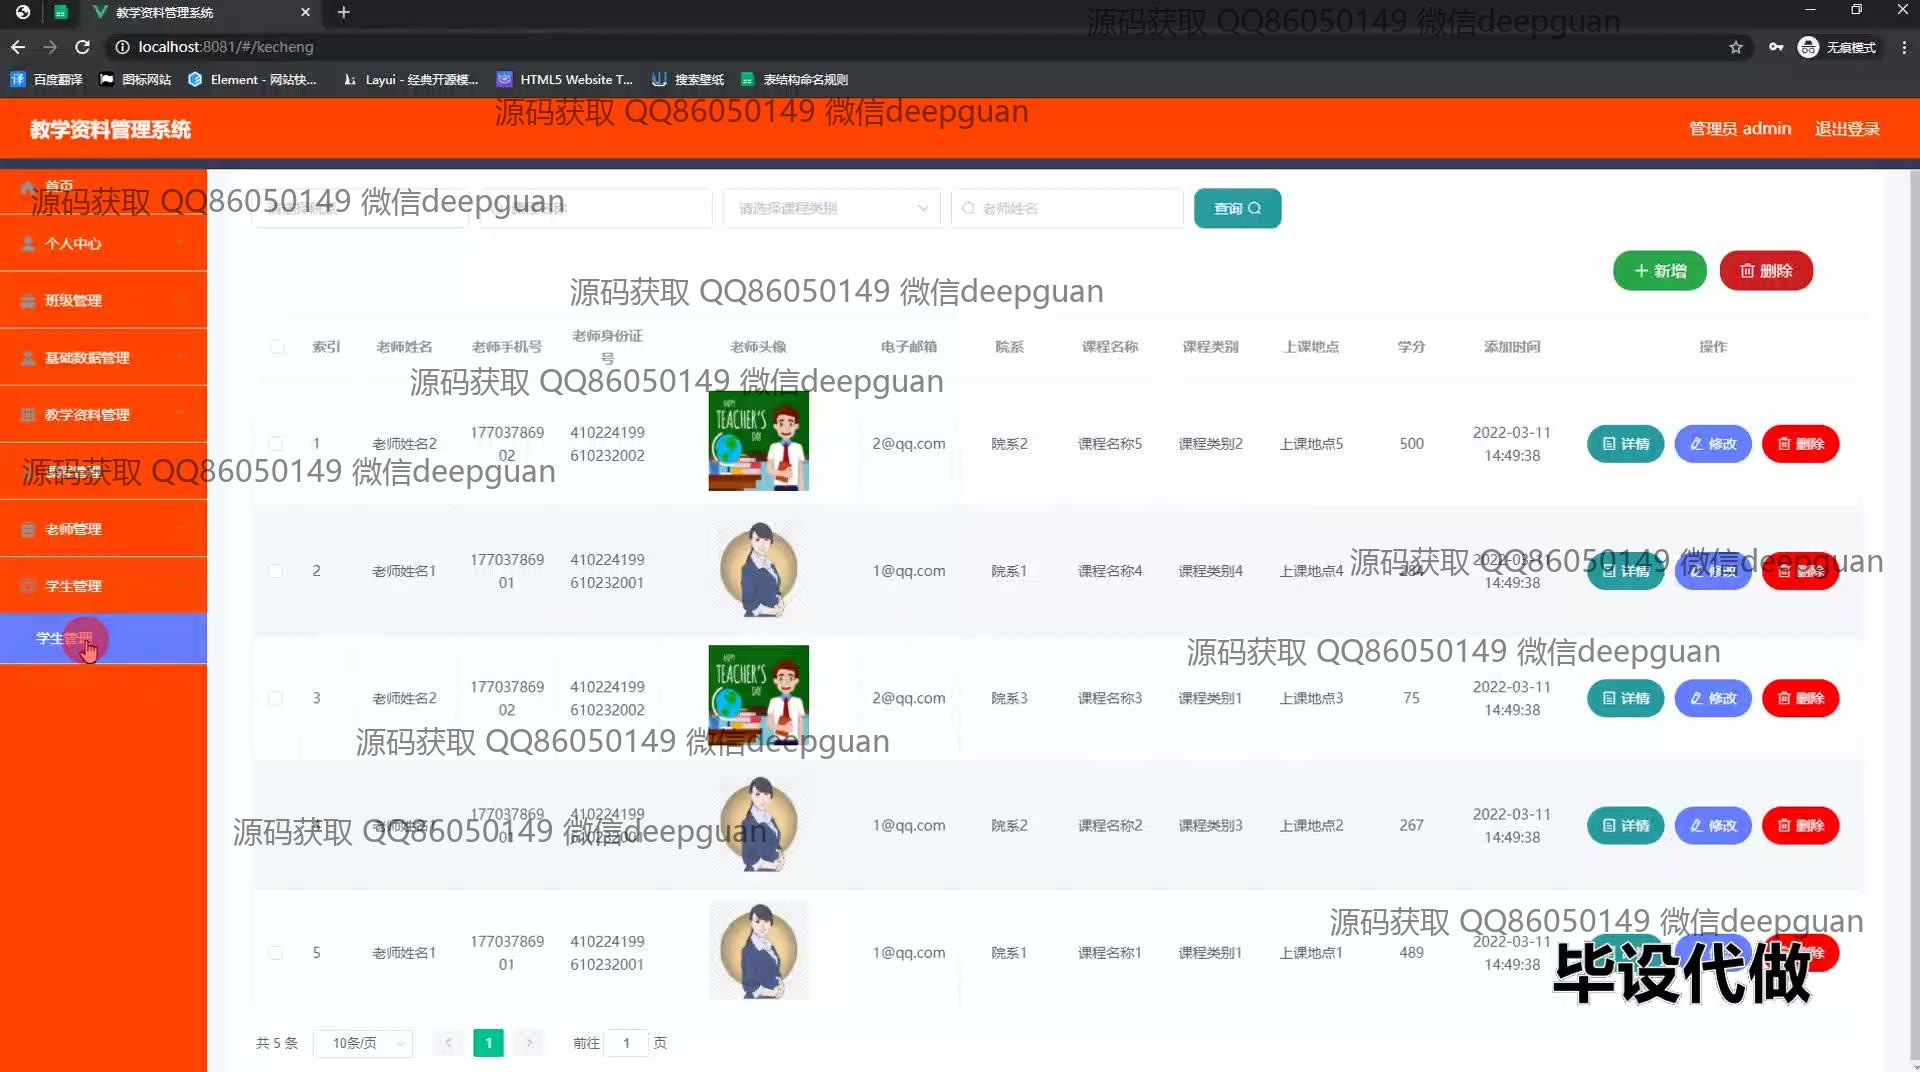 教学资料管理系统
localhost:8081/#/kecheng
无痕模式
百度翻译
图标网站
Element - 网站快...
Layui - 经典开源模...
HTML5 Website T...
搜索壁纸
表结构命名规则
源码获取 QQ86050149 微信deepguan
源码获取 QQ86050149 微信deepguan
教学资料管理系统
管理员 admin
退出登录
首页
源码获取 QQ86050149 微信deepguan
请选择课程类别
老师姓名
查询
个人中心
新增
删除
班级管理
源码获取 QQ86050149 微信deepguan
索引 老师姓名 老师手机号 老师身份证号 老师头像 电子邮箱 院系 课程名称 课程类别 上课地点 学分 添加时间 操作
基础数据管理
源码获取 QQ86050149 微信deepguan
教学资料管理
HAPPY TEACHER'S DAY
1 老师姓名2 17703786902 410224199610232002 2@qq.com 院系2 课程名称5 课程类别2 上课地点5 500 2022-03-11 14:49:38 详情 修改 删除
源码获取 QQ86050149 微信deepguan
老师管理
源码获取 QQ86050149 微信deepguan
2 老师姓名1 17703786901 410224199610232001 1@qq.com 院系1 课程名称4 课程类别4 上课地点4 284 2022-03-11 14:49:38 详情 修改 删除
学生管理
学生管理
源码获取 QQ86050149 微信deepguan
HAPPY TEACHER'S DAY
3 老师姓名2 17703786902 410224199610232002 2@qq.com 院系3 课程名称3 课程类别1 上课地点3 75 2022-03-11 14:49:38 详情 修改 删除
源码获取 QQ86050149 微信deepguan
4 老师姓名1 17703786901 410224199610232001 1@qq.com 院系2 课程名称2 课程类别3 上课地点2 267 2022-03-11 14:49:38 详情 修改 删除
源码获取 QQ86050149 微信deepguan
源码获取 QQ86050149 微信deepguan
5 老师姓名1 17703786901 410224199610232001 1@qq.com 院系1 课程名称1 课程类别1 上课地点1 489 2022-03-11 14:49:38
毕设代做
共 5 条 10条/页 1 前往 1 页